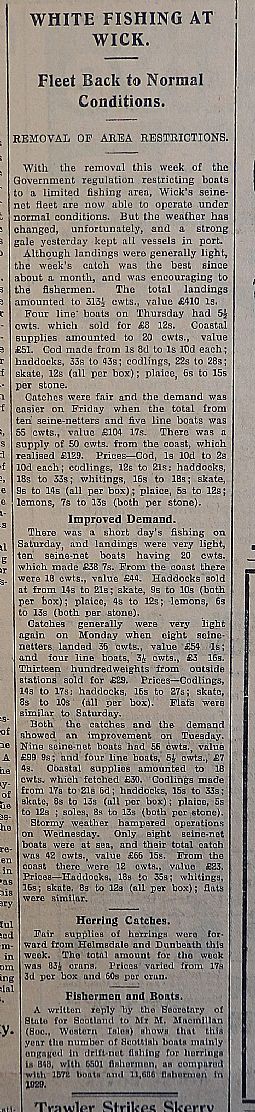 WHITE FISHING AT
WICK.
Fleet Back to Normal
Conditions.
REMOVAL OF AREA RESTRICTIONS.
With the removal this week of the
Government regulation restricting boats
to a limited fishing area, Wick's seine-
net fleet are now able to operate under
normal conditions. But the weather has
changed, unfortunately, and a strong
gale yesterday kept all vessels in port.
Although landings were generally light,
the week's catch was the best since
about a month, and was encouraging to
the fishermen. The total landings
amounted to 313½ cwts., value £410 1s.
Four line boats on Thursday had 5½
cwts. which sold for £8 12s. Coastal
supplies amounted to 20 cwts., value
£51. Cod made from 1s 8d to 1s 10d each;
haddocks, 33s to 43s; codlings, 22s to 28s;
skate, 12s (all per box); plaice, 6s to 15s
per stone.
Catches were fair and the demand was
easier on Friday when the total from
ten seine-netters and five line boats was
55 cwts., value £104 17s. There was a
supply of 50 cwts. from the coast, which
realised £129. Prices—Cod, 1s 10d to 2s
10d each; codlings, 12s to 21s; haddocks,
18s to 33s; whitings, 16s to 18s; skate,
9s to 14s (all per box); plaice, 5s to 12s;
lemons, 7s to 13s (both per stone).
Improved Demand.
There was a short day's fishing on
Saturday, and landings were very light,
ten seine-net boats having 20 cwts.
which made £38 7s. From the coast there
were 18 cwts., value £44. Haddocks sold
at from 14s to 21s; skate, 9s to 10s (both
per box); plaice, 4s to 12s; lemons, 6s
to 13s (both per stone).
Catches generally were very light
again on Monday when eight seine-
netters landed 36 cwts., value £54 1s;
and four line boats, 3½ cwts., £3 16s.
Thirteen hundredweights from outside
stations sold for £29. Prices—Codlings,
14s to 17s; haddocks, 15s to 27s; skate,
8s to 10s (all per box). Flats were
similar to Saturday.
Both the catches and the demand
showed an improvement on Tuesday.
Nine seine-net boats had 56 cwts., value
£99 9s; and four line boats, 5½ cwts., £7
4s. Coastal supplies amounted to 16
cwts. which fetched £30. Codlings made
from 17s to 21s 6d; haddocks, 15s to 33s;
skate, 8s to 13s (all per box); plaice, 5s
to 12s; soles, 8s to 13s (both per stone).
Stormy weather hampered operations
on Wednesday. Only eight seine-net
boats were at sea, and their total catch
was 42 cwts., value £66 15s. From the
coast there were 12 cwts., value £23.
Prices—Haddocks, 18s to 35s; whitings,
16s; skate, 8s to 12s (all per box); flats
were similar.
Herring Catches.
Fair supplies of herrings were for-
ward from Helmsdale and Dunbeath this
week. The total amount for the week
was 83½ crans. Prices varied from 17s
3d per box and 60s per cran.
Fishermen and Boats.
A written reply by the Secretary of
State for Scotland to Mr M. Macmillan
(Soc., Western Isles) shows that this
year the number of Scottish boats mainly
engaged in drift-net fishing for herrings
is 848, with 6501 fishermen, as compared
with 1572 boats and 11,686 fishermen in
1929.
Trawler Strikes Skerry